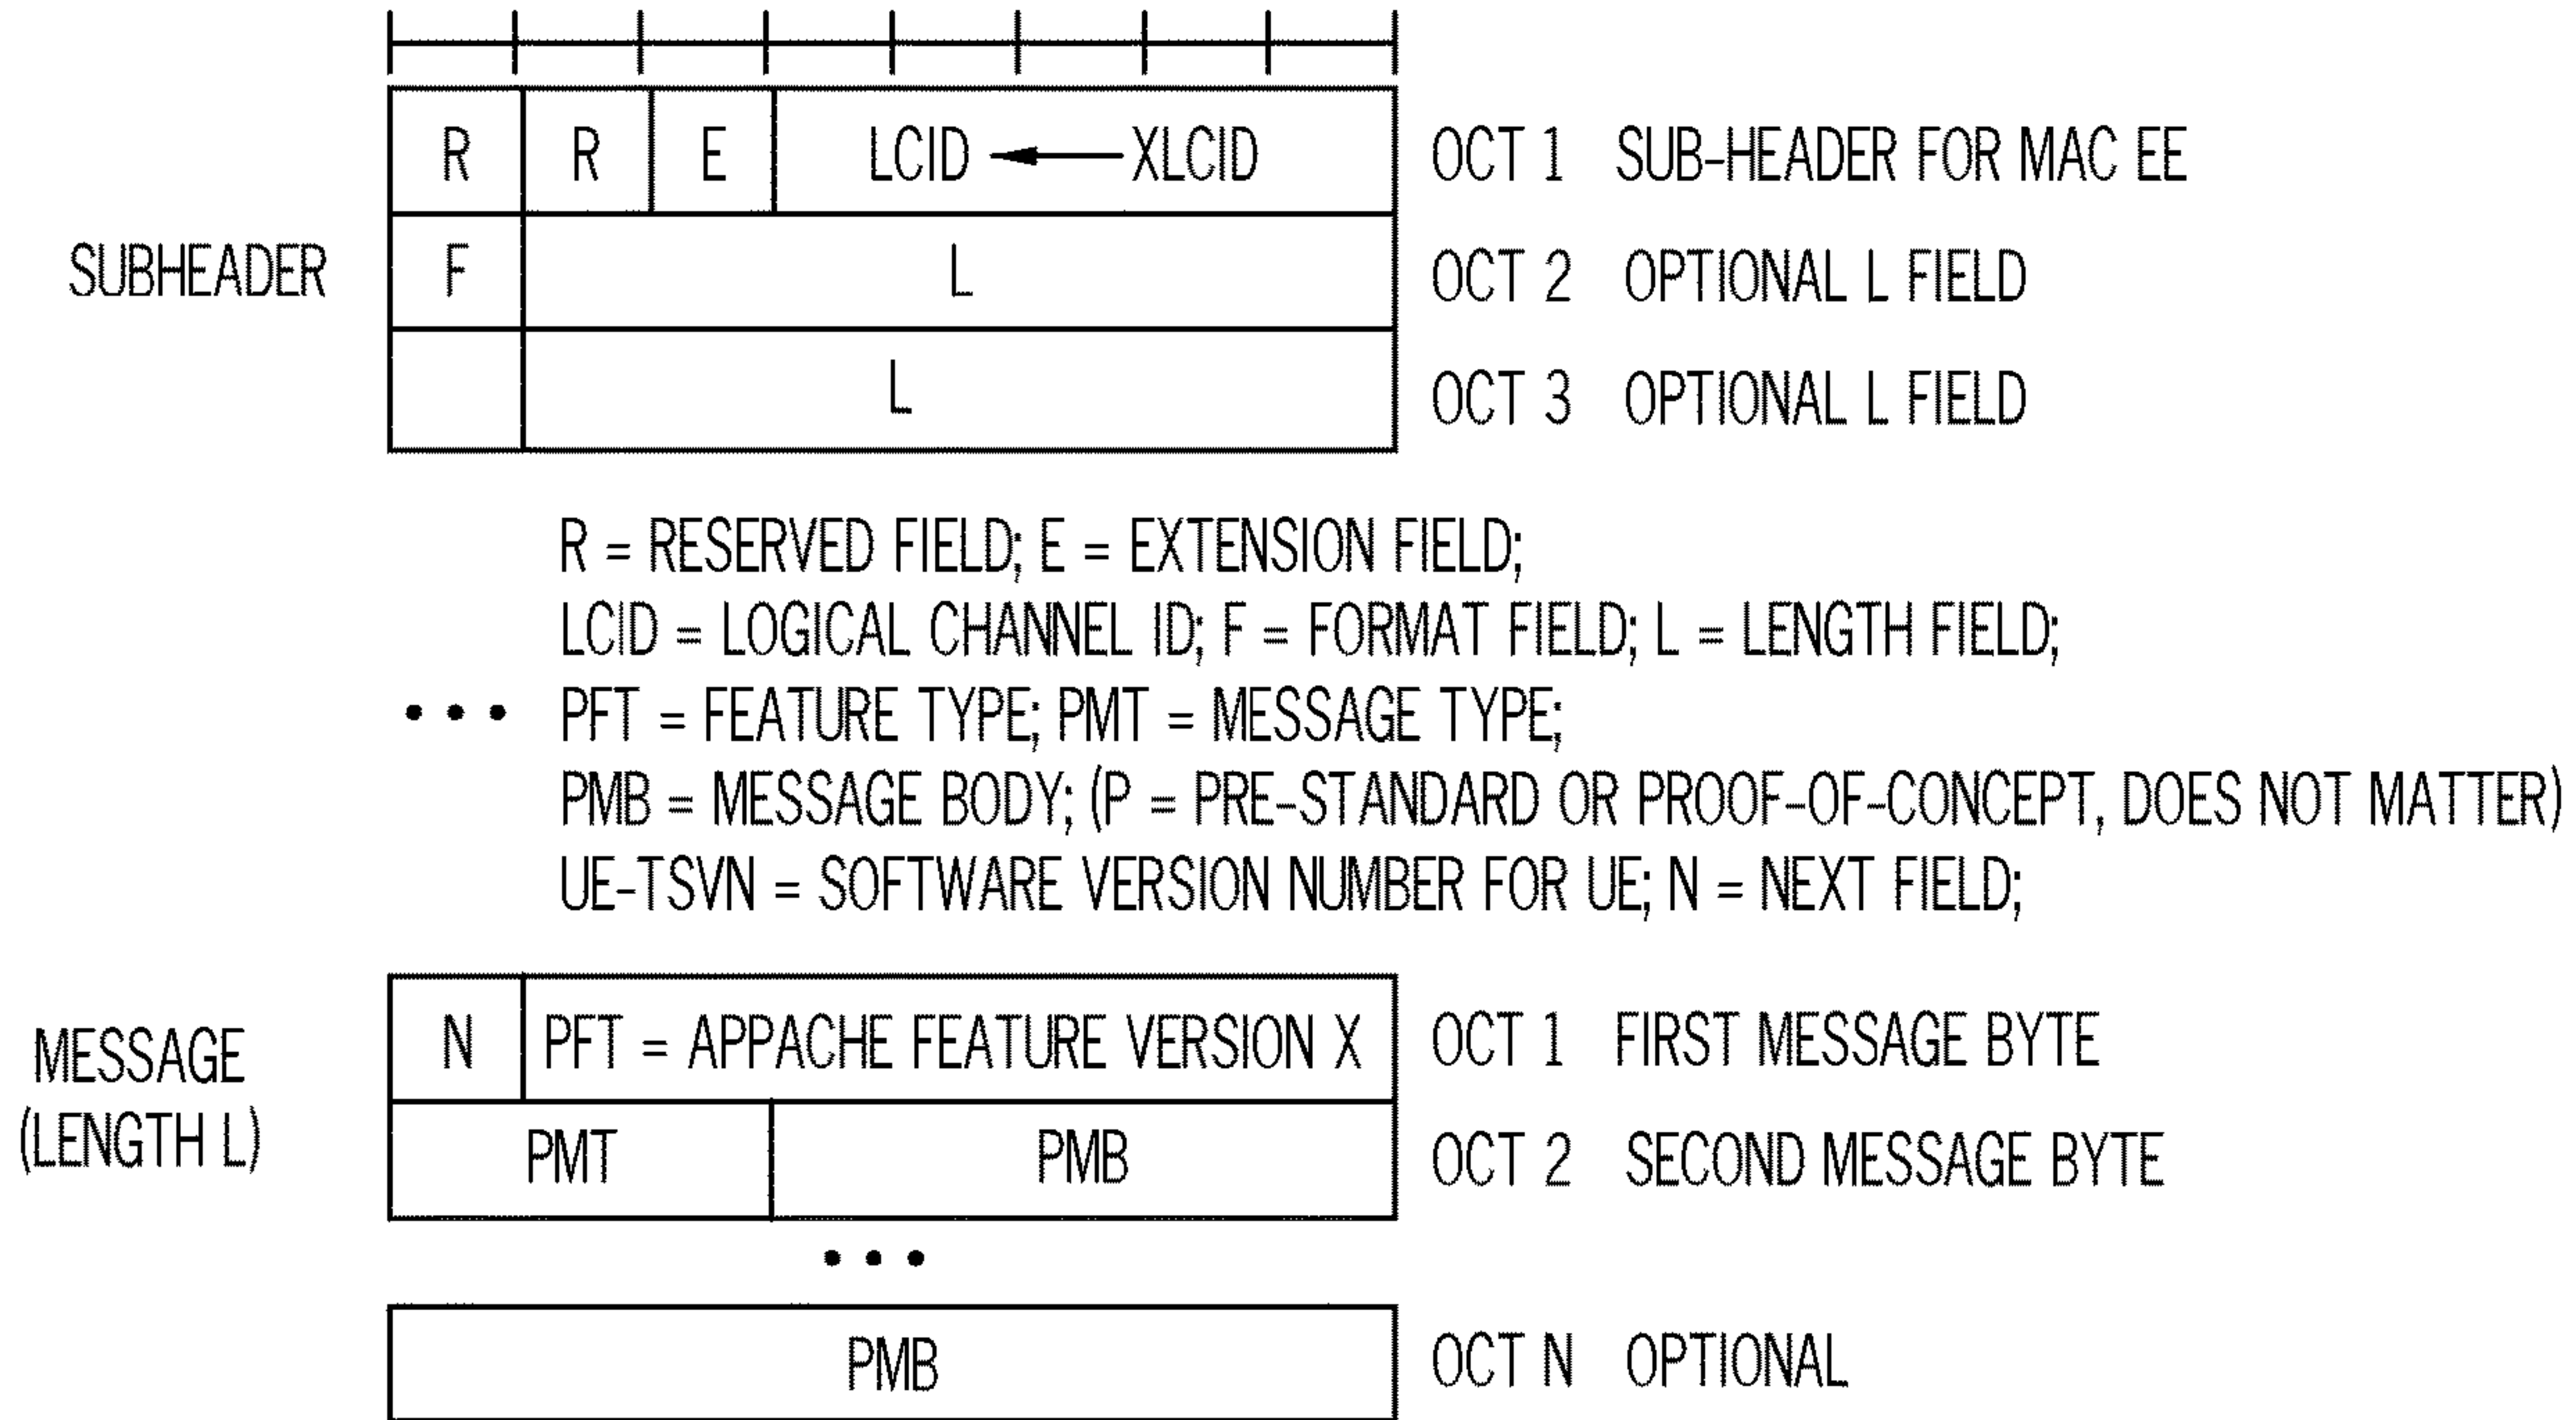 R R E LCID XLCID OCT 1 SUB-HEADER FOR MAC EE
SUBHEADER F L OCT 2 OPTIONAL L FIELD
L OCT 3 OPTIONAL L FIELD
R = RESERVED FIELD; E = EXTENSION FIELD;
LCID = LOGICAL CHANNEL ID; F = FORMAT FIELD; L = LENGTH FIELD;
PFT = FEATURE TYPE; PMT = MESSAGE TYPE;
PMB = MESSAGE BODY; (P = PRE-STANDARD OR PROOF-OF-CONCEPT, DOES NOT MATTER)
UE-TSVN = SOFTWARE VERSION NUMBER FOR UE; N = NEXT FIELD;
MESSAGE
(LENGTH L)
N PFT = APPACHE FEATURE VERSION X OCT 1 FIRST MESSAGE BYTE
PMT PMB OCT 2 SECOND MESSAGE BYTE
PMB OCT N OPTIONAL